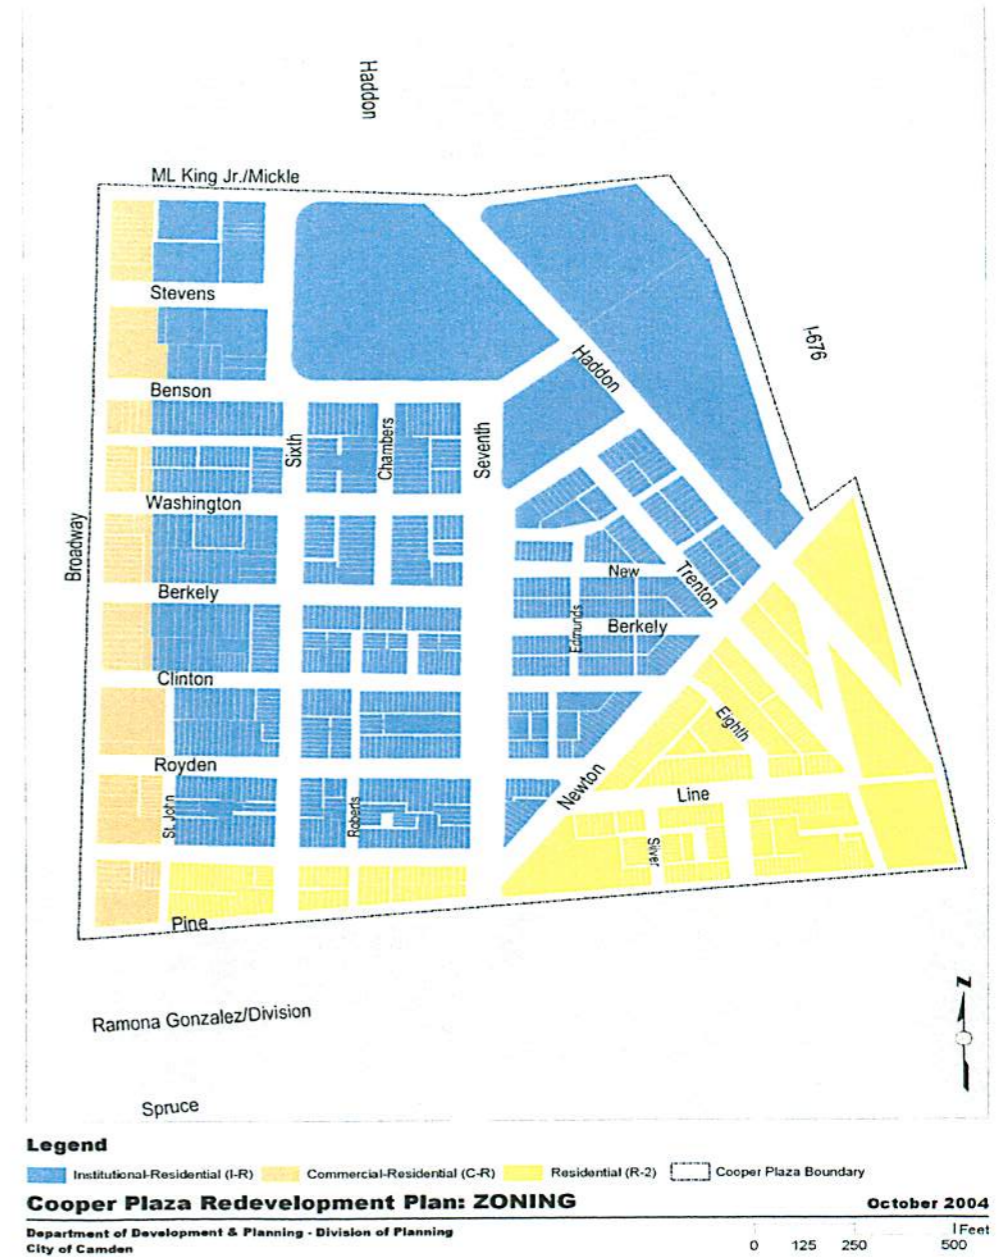 Haddon
ML King Jr./Mickle
Stevens
I-676
Haddon
Benson
Sixth
Chambers
Seventh
Washington
Broadway
New
Trenton
Berkely
Edmunds
Berkely
Clinton
Eighth
Royden
Newton
Line
St. John
Roberts
Silver
Pine
N
Ramona Gonzalez/Division
Spruce
Legend
Institutional-Residential (I-R) Commercial-Residential (C-R) Residential (R-2) Cooper Plaza Boundary
Cooper Plaza Redevelopment Plan: ZONING October 2004
Department of Development & Planning - Division of Planning
City of Camden
Feet
0 125 250 500